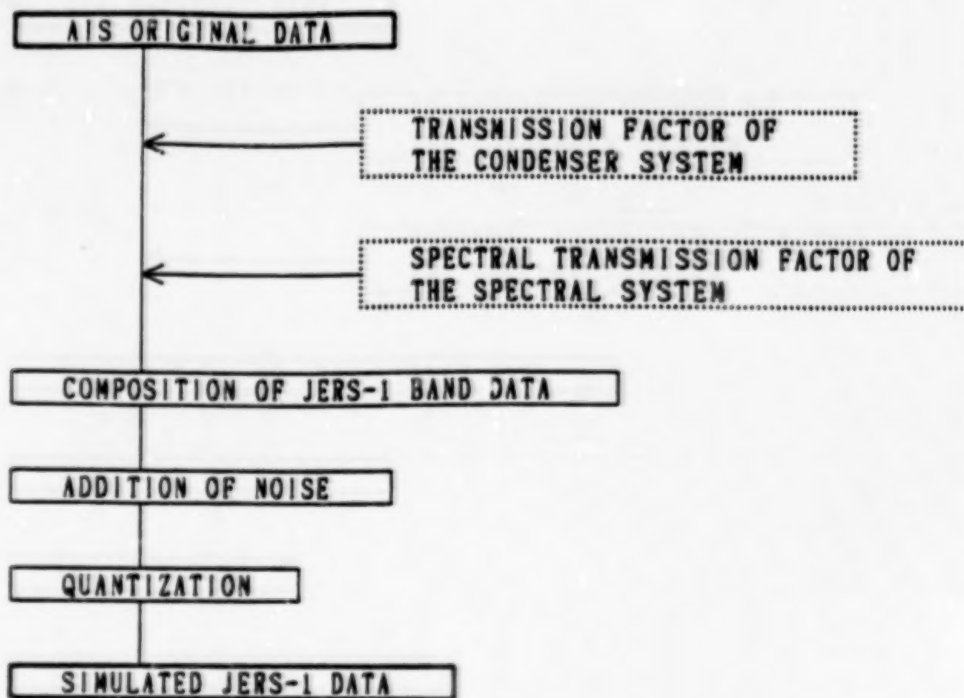 AIS ORIGINAL DATA
TRANSMISSION FACTOR OF
THE CONDENSER SYSTEM
SPECTRAL TRANSMISSION FACTOR OF
THE SPECTRAL SYSTEM
COMPOSITION OF JERS-1 BAND DATA
ADDITION OF NOISE
QUANTIZATION
SIMULATED JERS-1 DATA